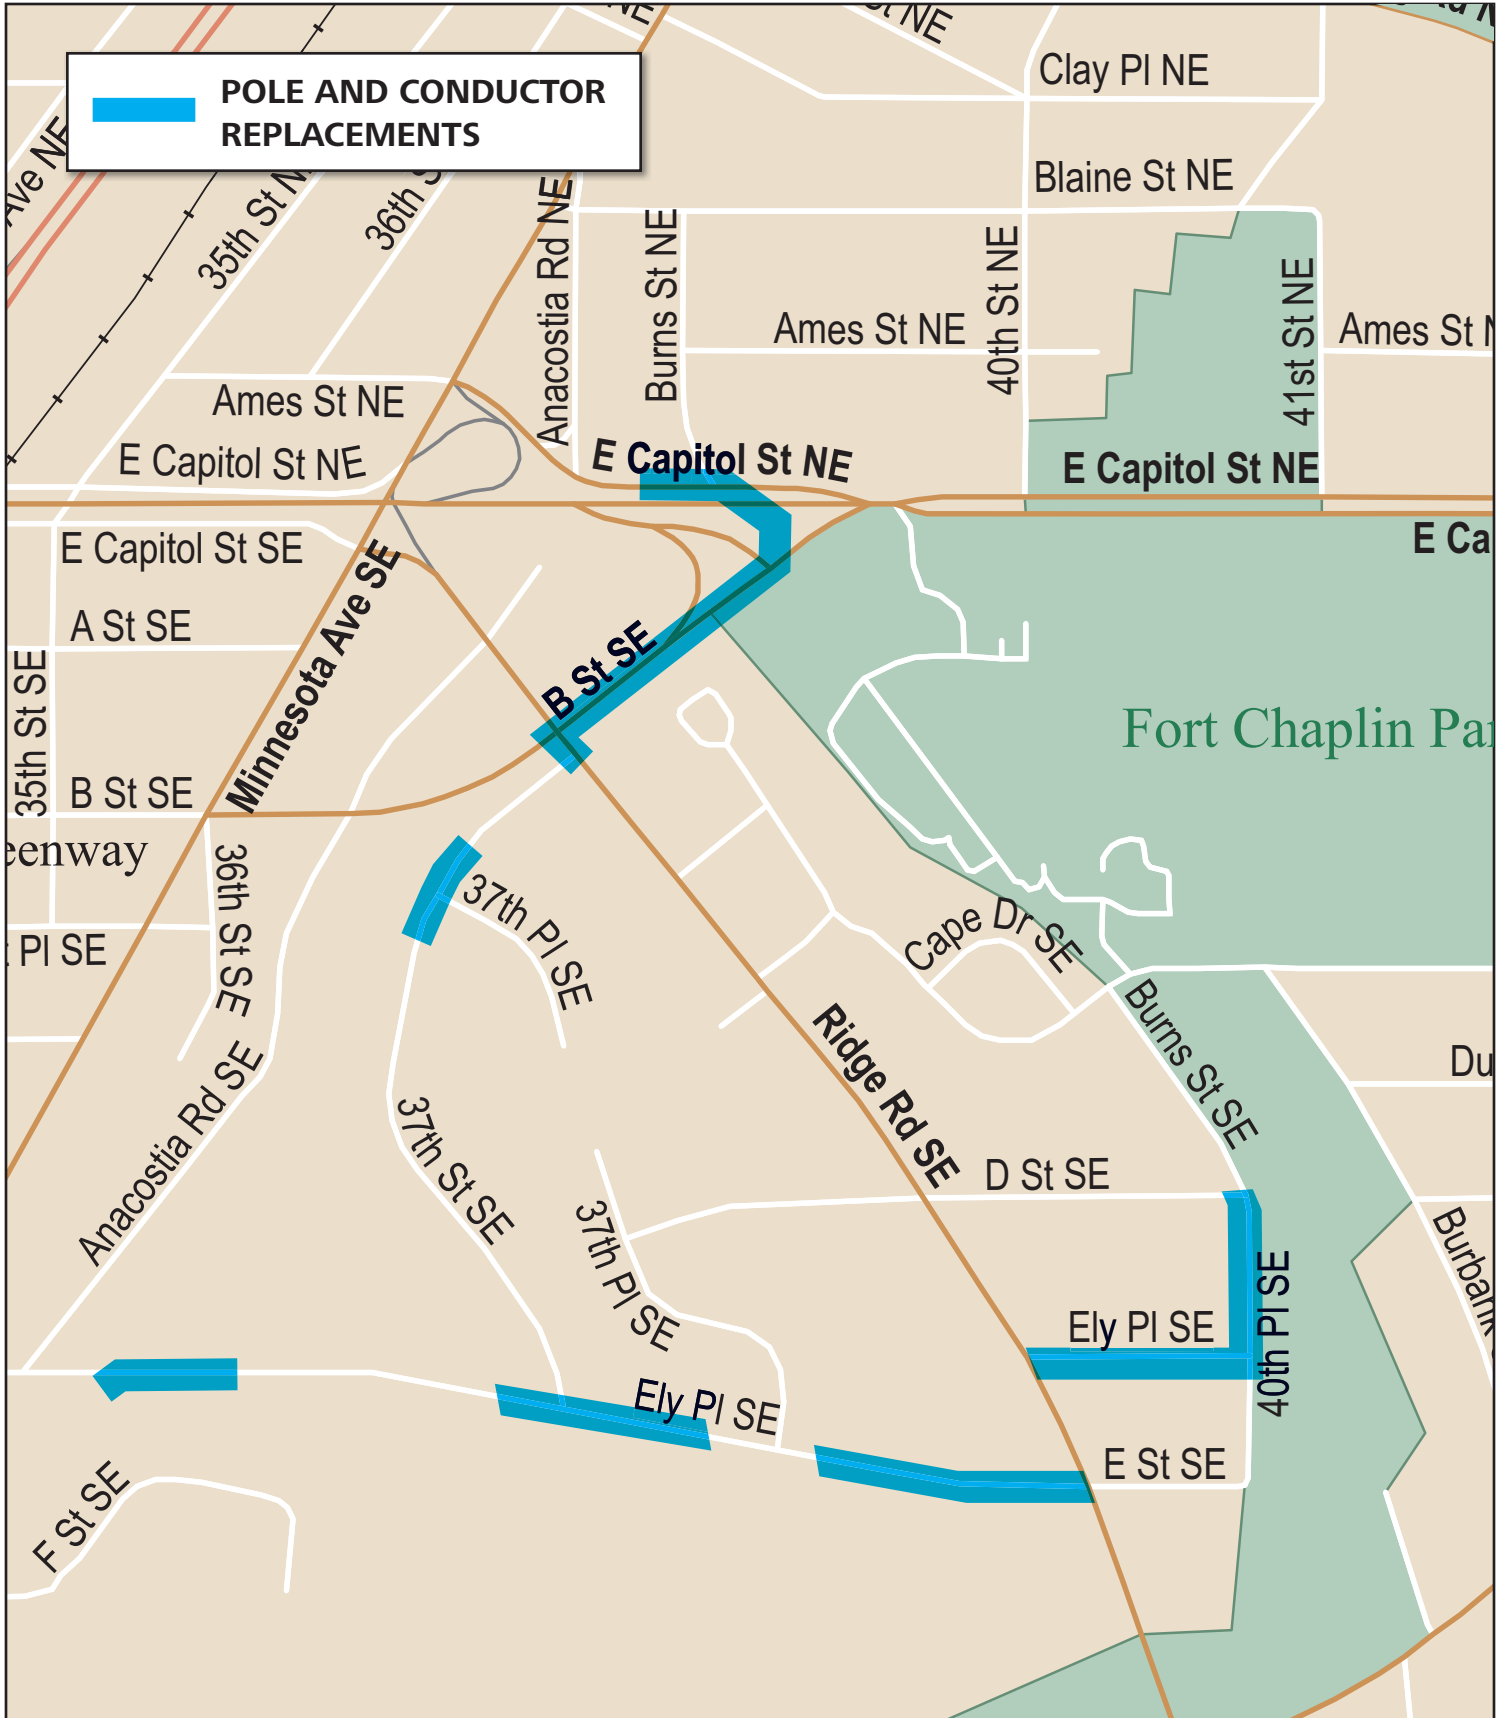 St NE
Clay Pl NE
POLE AND CONDUCTOR
REPLACEMENTS
Ave NE
35th St
36th
Anacostia Rd NE
Burns St NE
Blaine St NE
40th St NE
41st St NE
Ames St NE
Ames St
Ames St NE
E Capitol St NE
E Capitol St NE
E Capitol St NE
E Capitol St SE
Minnesota Ave SE
A St SE
35th St SE
B St SE
B St SE
Fort Chaplin
36th St SE
37th Pl SE
Pl SE
Cape Dr SE
Burns St SE
Ridge Rd SE
Anacostia Rd SE
37th St SE
37th Pl SE
D St SE
Ely Pl SE
40th Pl SE
Ely Pl SE
E St SE
F St SE